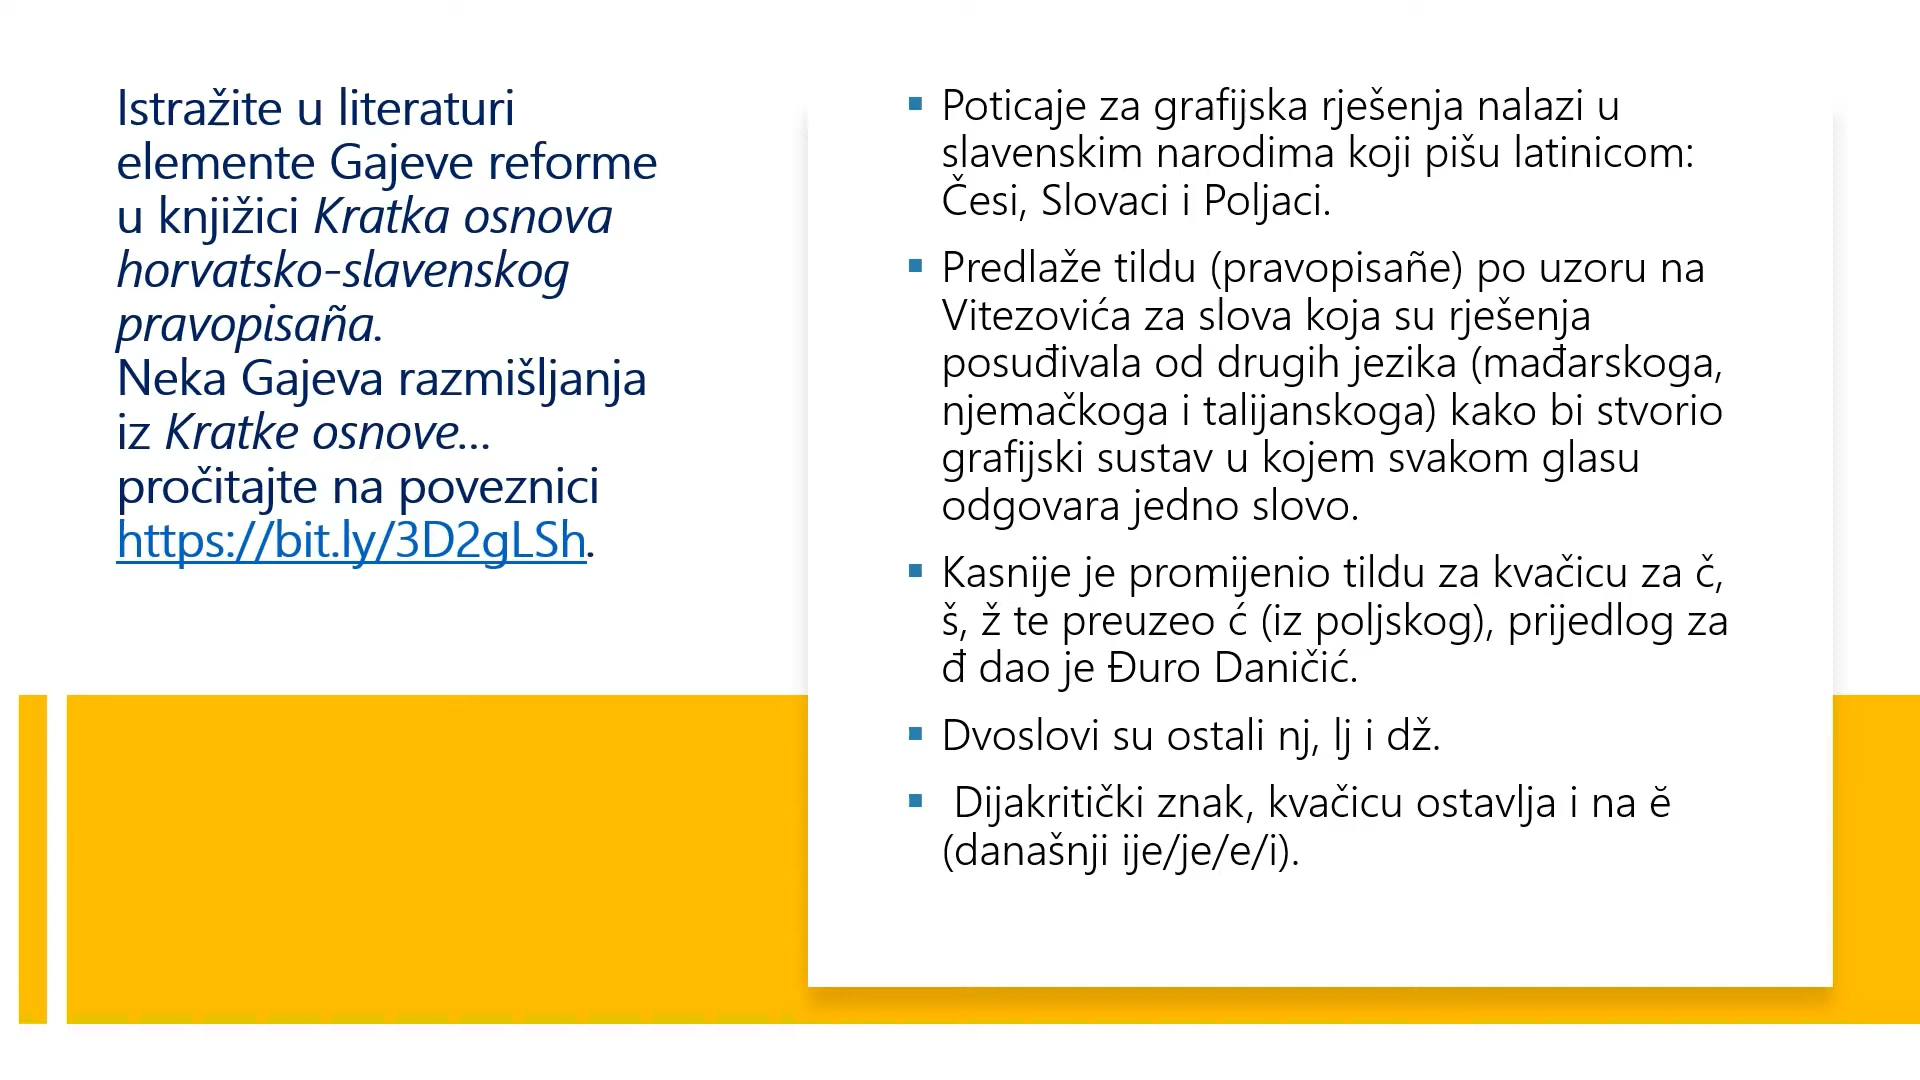 Istražite u literaturi
elemente Gajeve reforme
u knjižici Kratka osnova
horvatsko-slavenskog
pravopisaña.
Neka Gajeva razmišljanja
iz Kratke osnove...
pročitajte na poveznici
https://bit.ly/3D2gLSh.
▪ Poticaje za grafijska rješenja nalazi u
slavenskim narodima koji pišu latinicom:
Česi, Slovaci i Poljaci.
▪ Predlaže tildu (pravopisañe) po uzoru na
Vitezovića za slova koja su rješenja
posuđivala od drugih jezika (mađarskoga,
njemačkoga i talijanskoga) kako bi stvorio
grafijski sustav u kojem svakom glasu
odgovara jedno slovo.
▪ Kasnije je promijenio tildu za kvačicu za č,
š, ž te preuzeo ć (iz poljskog), prijedlog za
đ dao je Đuro Daničić.
▪ Dvoslovi su ostali nj, lj i dž.
▪ Dijakritički znak, kvačicu ostavlja i na ĕ
(današnji ije/je/e/i).